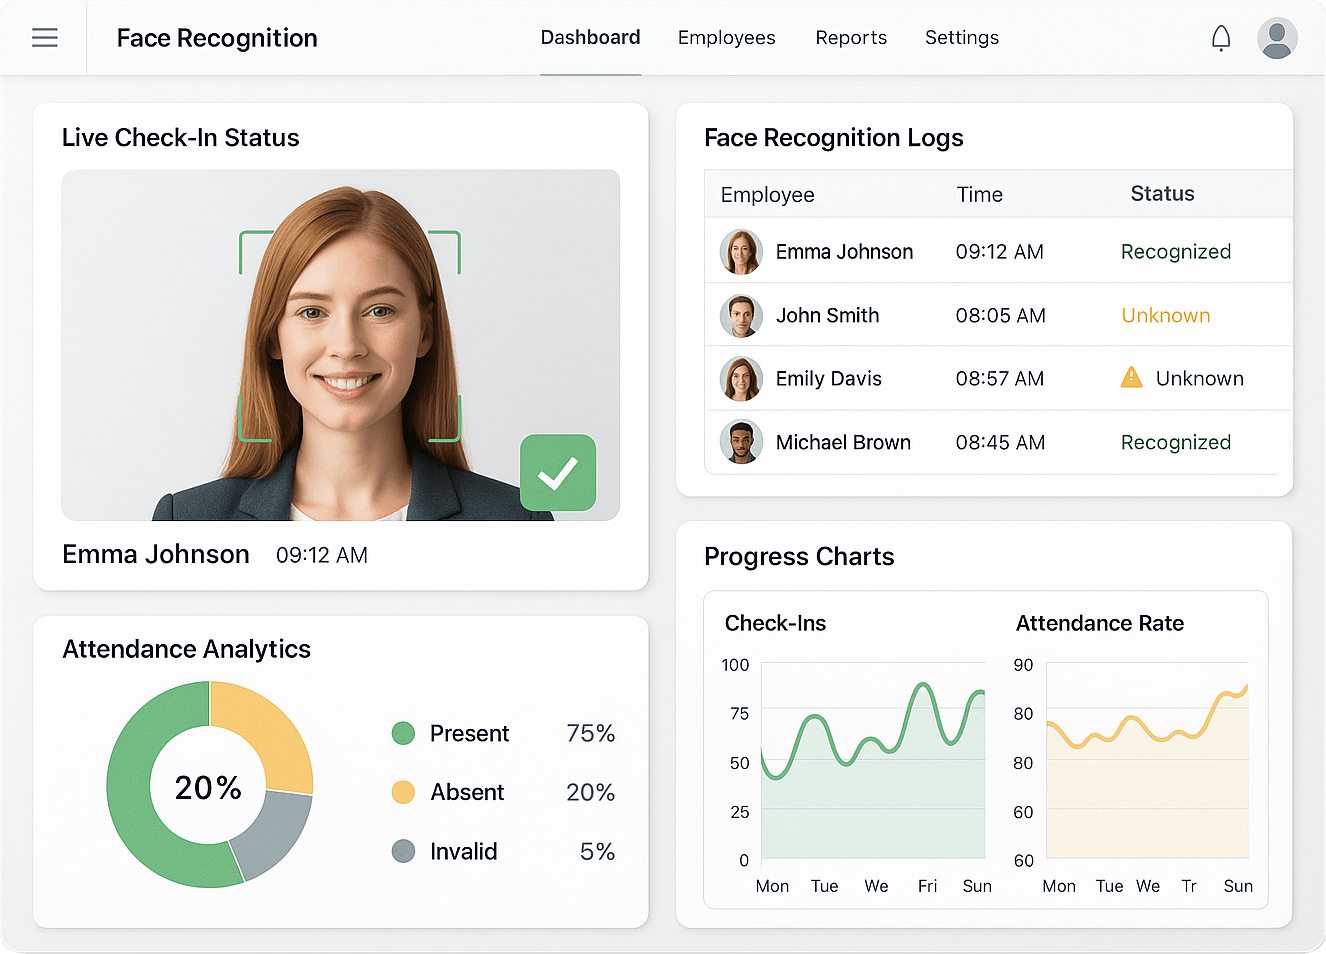 Face Recognition
Dashboard Employees Reports Settings
Live Check-In Status
Emma Johnson 09:12 AM
Face Recognition Logs
Employee Time Status
Emma Johnson 09:12 AM Recognized
John Smith 08:05 AM Unknown
Emily Davis 08:57 AM Unknown
Michael Brown 08:45 AM Recognized
Attendance Analytics
20%
Present 75%
Absent 20%
Invalid 5%
Progress Charts
Check-Ins
100
75
50
25
0
Mon Tue We Fri Sun
Attendance Rate
90
80
80
60
60
Mon Tue We Tr Sun